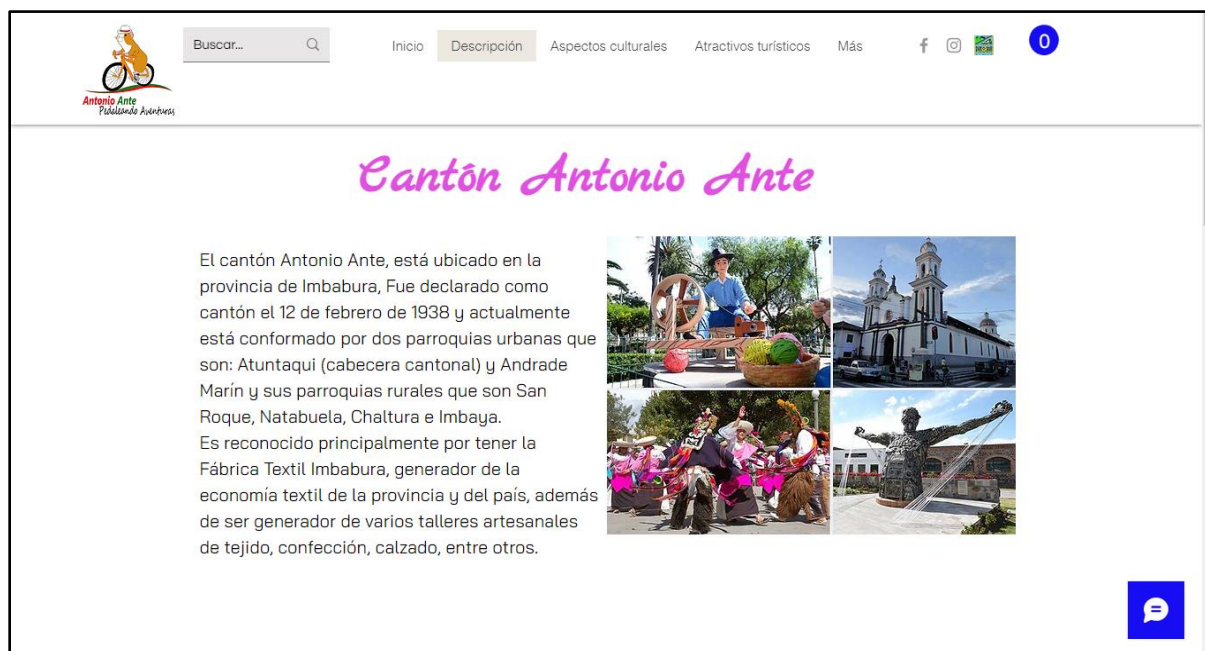 Antonio Ante
Pedaleando Aventuras
Buscar...
Inicio
Descripción
Aspectos culturales
Atractivos turísticos
Más
0
Cantón Antonio Ante
El cantón Antonio Ante, está ubicado en la
provincia de Imbabura, Fue declarado como
cantón el 12 de febrero de 1938 y actualmente
está conformado por dos parroquias urbanas que
son: Atuntaqui (cabecera cantonal) y Andrade
Marín y sus parroquias rurales que son San
Roque, Natabuela, Chaltura e Imbaya.
Es reconocido principalmente por tener la
Fábrica Textil Imbabura, generador de la
economía textil de la provincia y del país, además
de ser generador de varios talleres artesanales
de tejido, confección, calzado, entre otros.